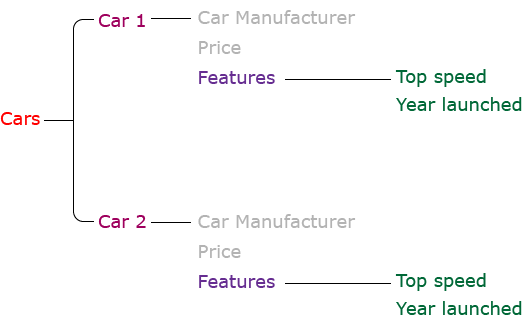 Car 1
Car Manufacturer
Price
Features
Top speed
Year launched
Cars
Car 2
Car Manufacturer
Price
Features
Top speed
Year launched